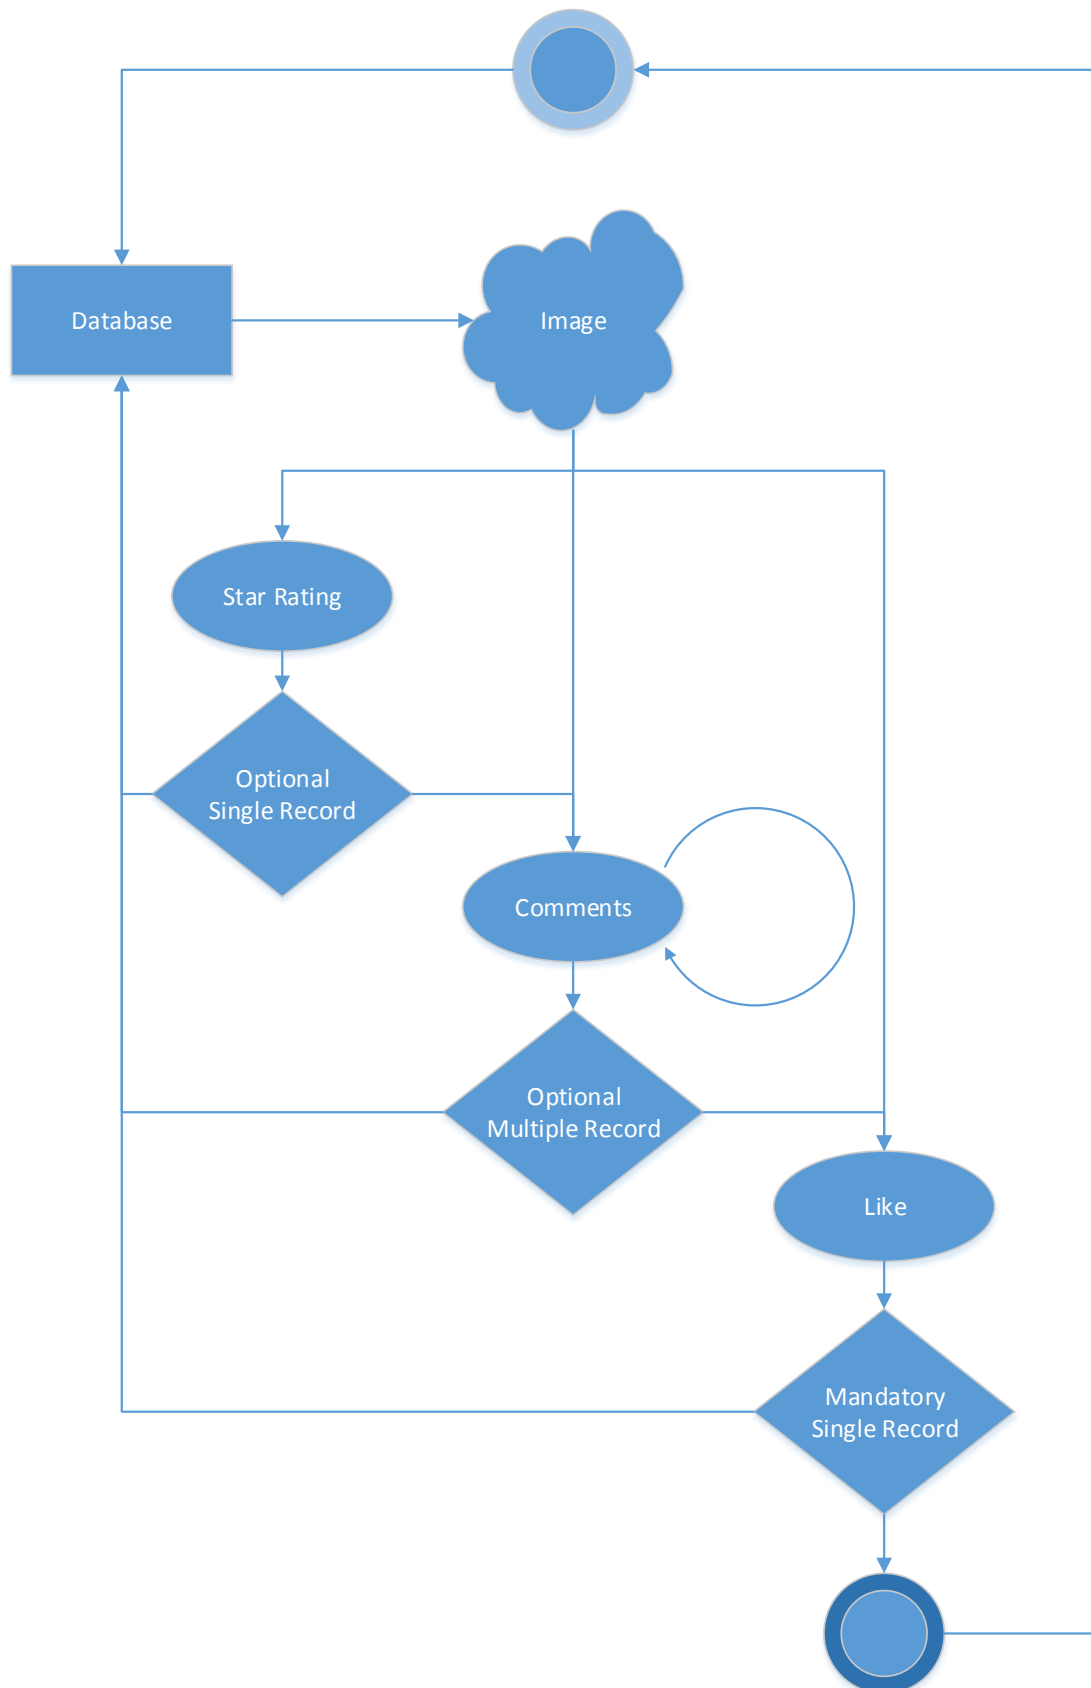 Database
Image
Star Rating
Optional
Single Record
Comments
Optional
Multiple Record
Like
Mandatory
Single Record